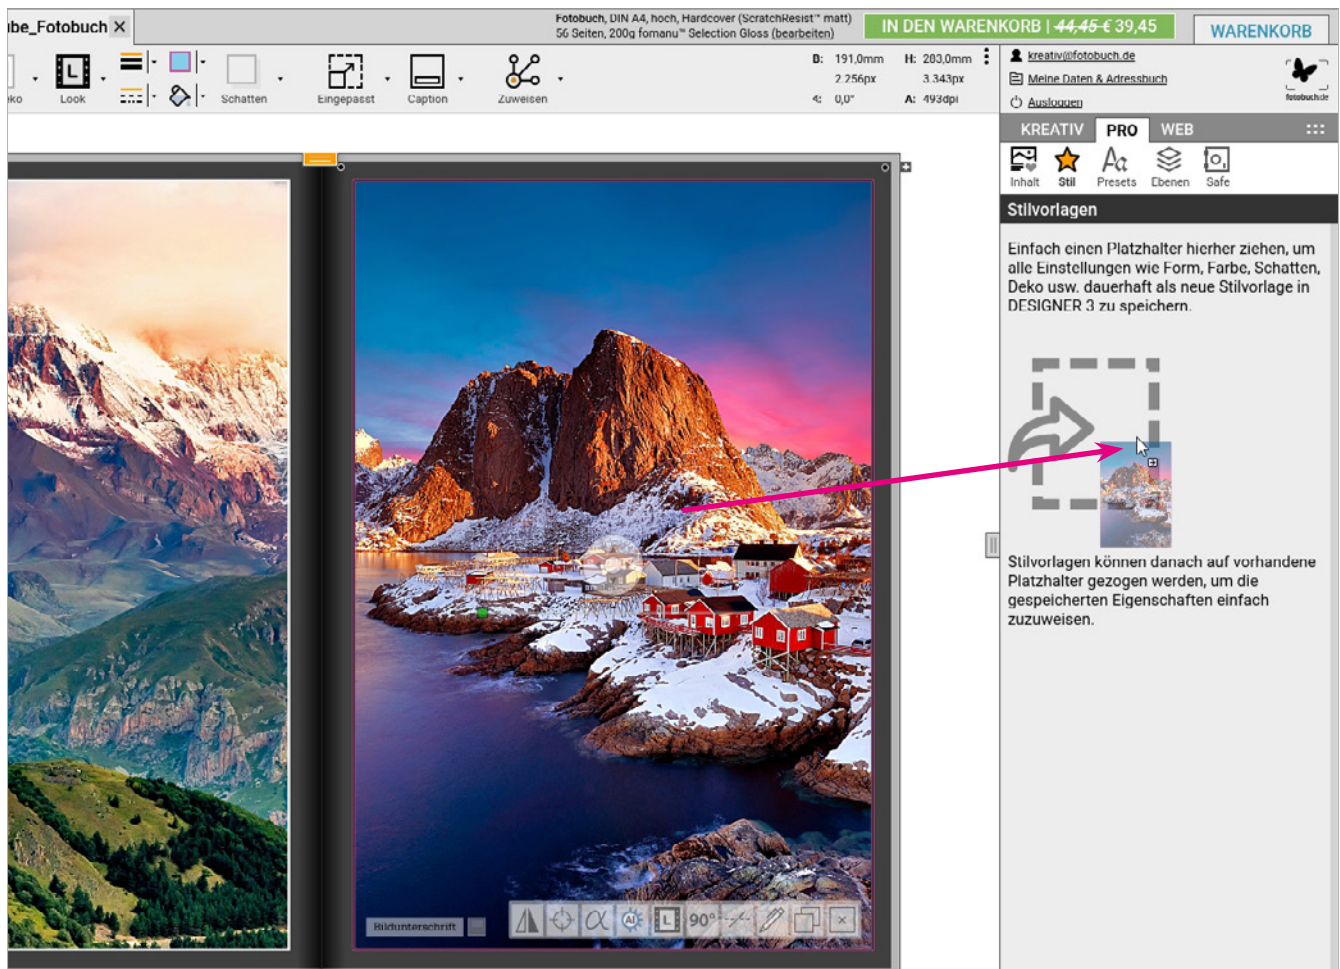 ube_Fotobuch
Fotobuch, DIN A4, hoch, Hardcover (ScratchResist™ matt)
56 Seiten, 200g fomanu™ Selection Gloss (bearbeiten)
IN DEN WARENKORB | 44,45 € 39,45
WARENKORB
eko
L
Look
Schatten
Eingepasst
Caption
Zuweisen
B: 191,0mm H: 283,0mm
2.256px 3.343px
∢: 0,0° A: 493dpi
kreativ@fotobuch.de
Meine Daten & Adressbuch
Ausloggen
fotobuch.de
KREATIV PRO WEB
Inhalt Stil Presets Ebenen Safe
Stilvorlagen
Einfach einen Platzhalter hierher ziehen, um
alle Einstellungen wie Form, Farbe, Schatten,
Deko usw. dauerhaft als neue Stilvorlage in
DESIGNER 3 zu speichern.
Stilvorlagen können danach auf vorhandene
Platzhalter gezogen werden, um die
gespeicherten Eigenschaften einfach
zuzuweisen.
Bildunterschrift
α AI L 90°